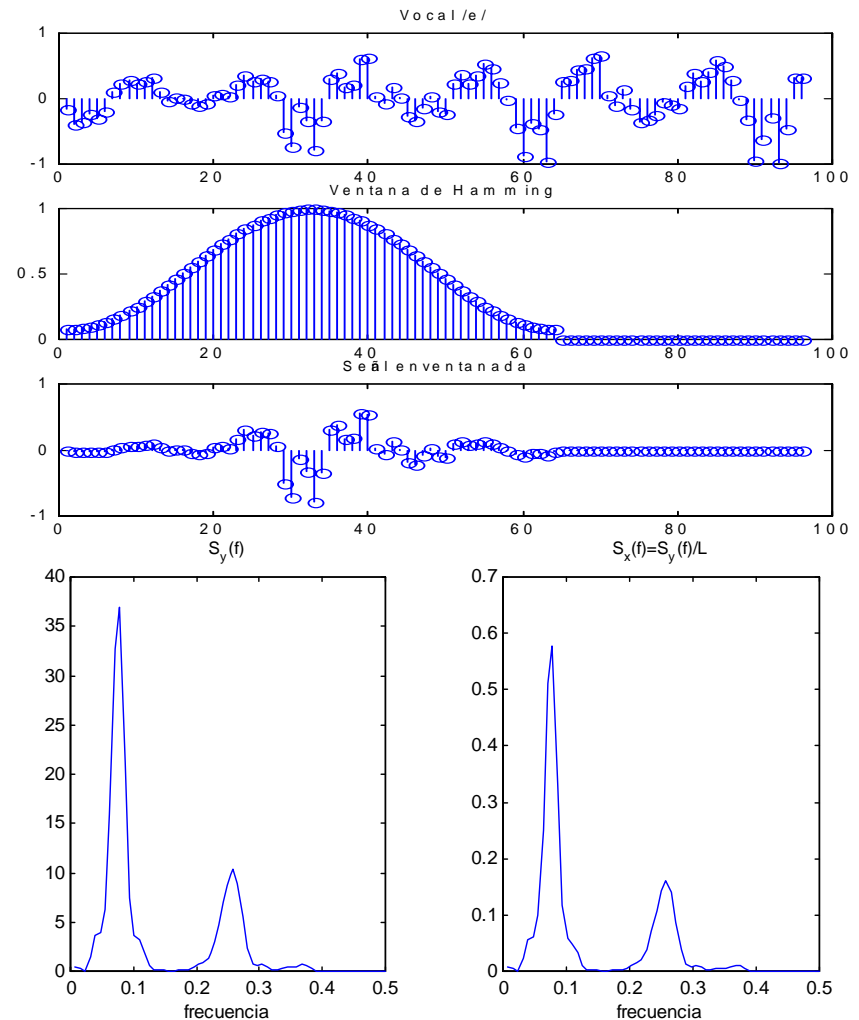 Vocal /e/
1
0
-1
0 20 40 60 80 100
Ventana de Hamming
1
0.5
0
0 20 40 60 80 100
Señal enventanada
1
0
-1
0 20 40 60 80 100
S_y(f)
40
35
30
25
20
15
10
5
0
0 0.1 0.2 0.3 0.4 0.5
frecuencia
S_x(f)=S_y(f)/L
0.7
0.6
0.5
0.4
0.3
0.2
0.1
0
0 0.1 0.2 0.3 0.4 0.5
frecuencia